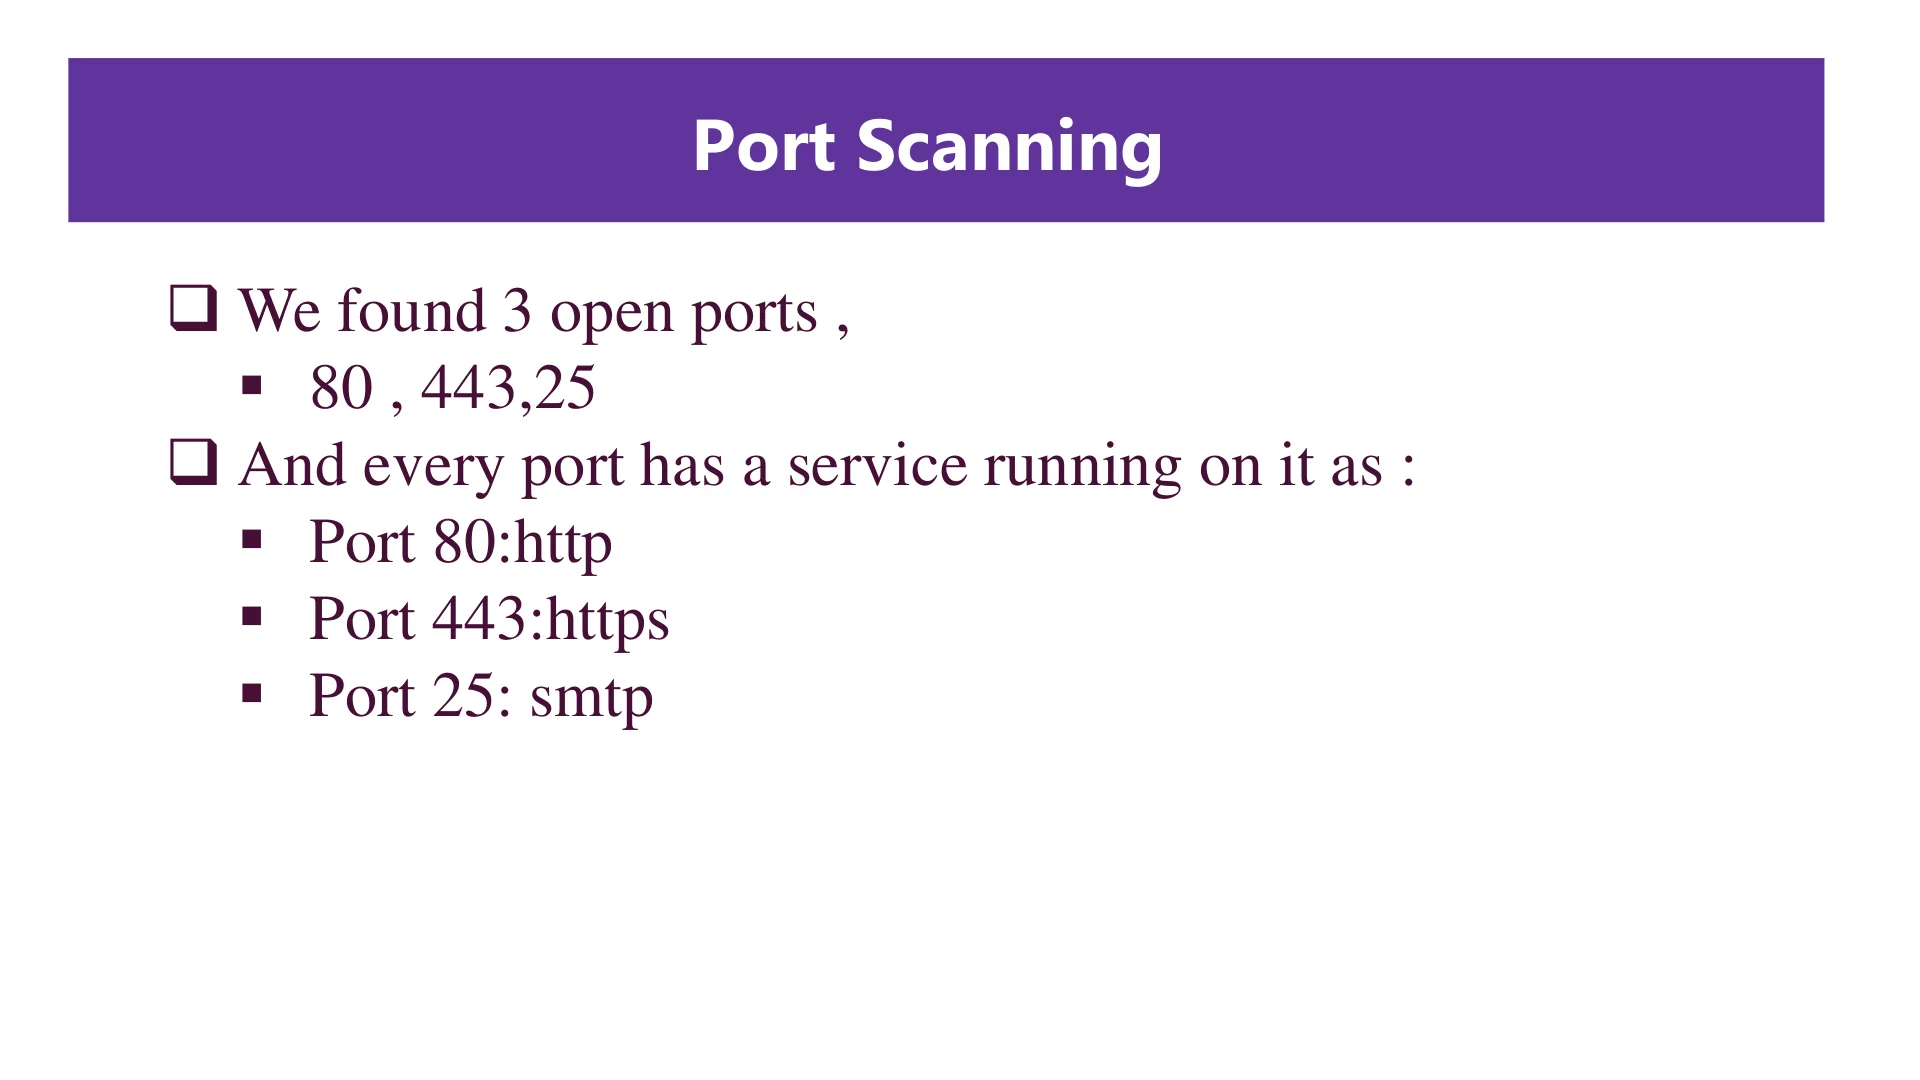 Port Scanning
We found 3 open ports ,
80 , 443,25
And every port has a service running on it as :
Port 80:http
Port 443:https
Port 25: smtp